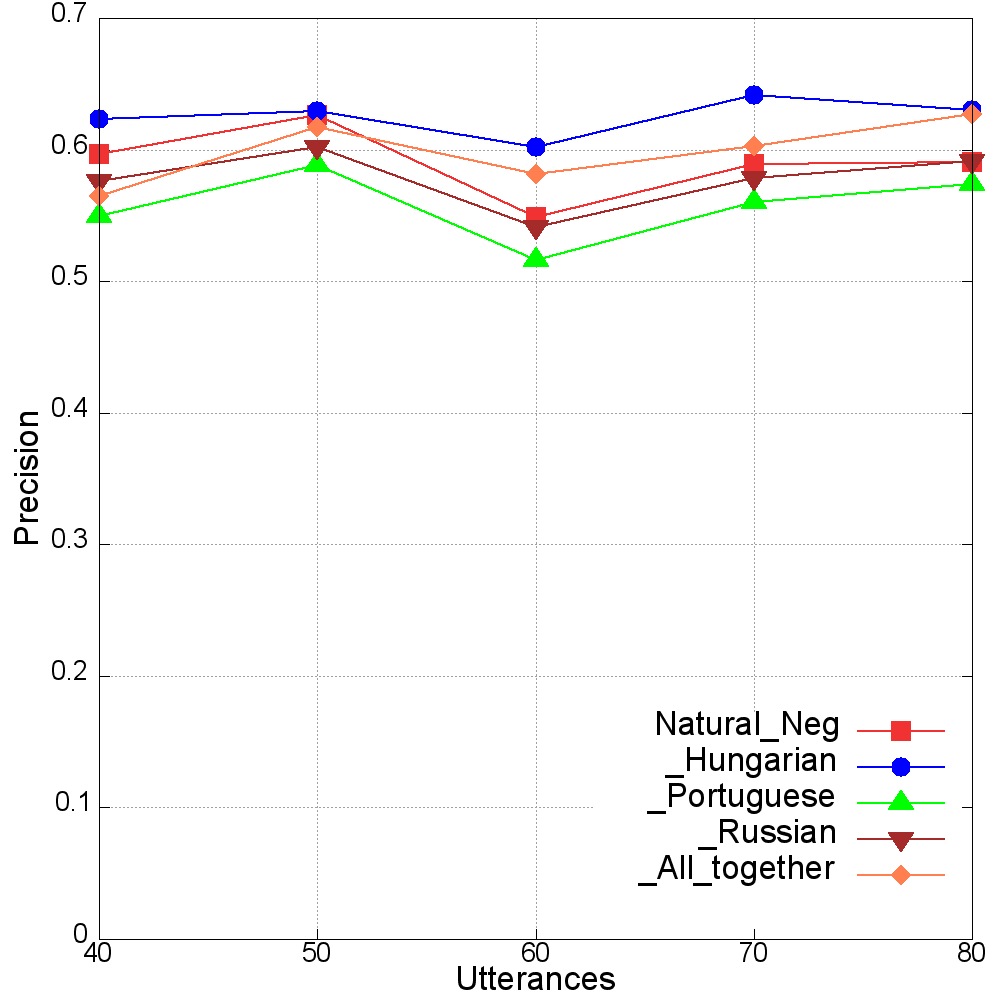 0.7
0.6
0.5
0.4
0.3
0.2
0.1
0
Precision
40 50 60 70 80
Utterances
Natural_Neg
_Hungarian
_Portuguese
_Russian
_All_together